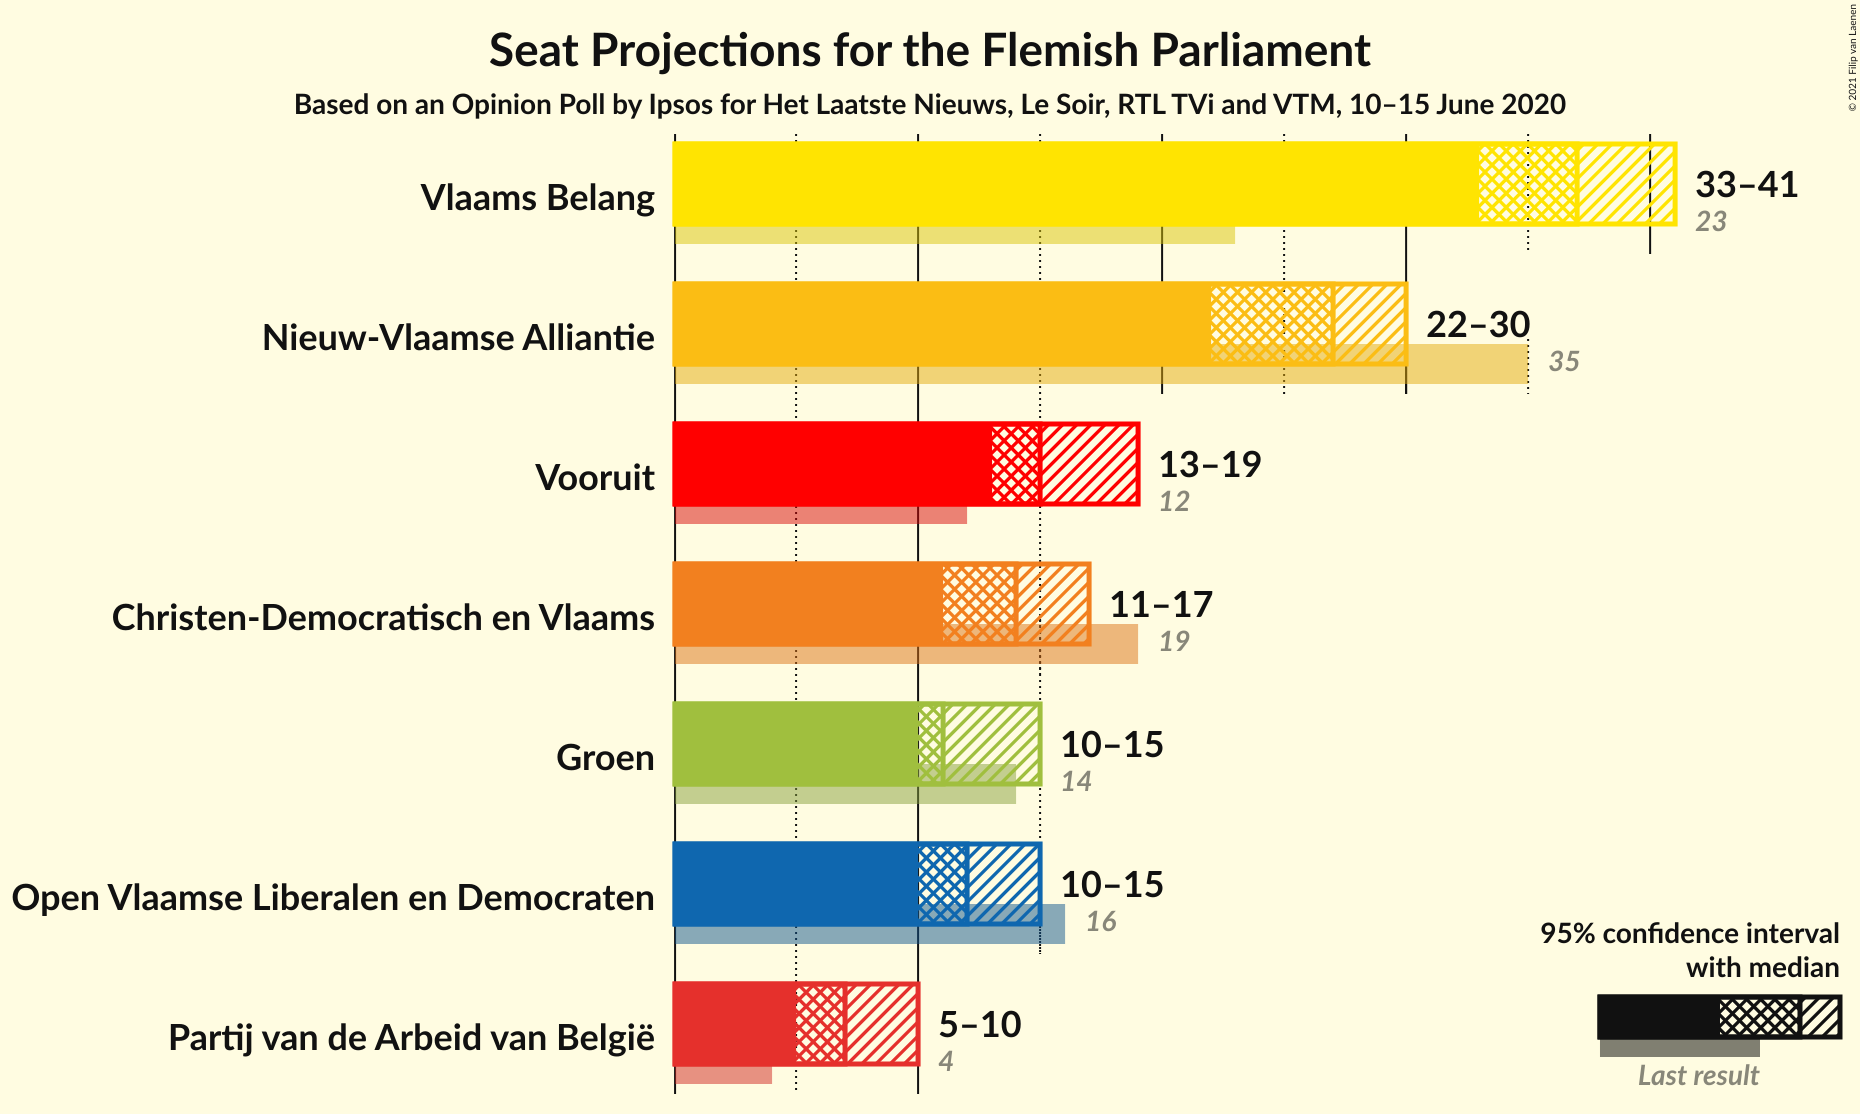 Seat Projections for the Flemish Parliament
Based on an Opinion Poll by Ipsos for Het Laatste Nieuws, Le Soir, RTL TVi and VTM, 10–15 June 2020
© 2021 Filip van Laenen
Vlaams Belang
33–41
23
Nieuw-Vlaamse Alliantie
22–30
35
Vooruit
13–19
12
Christen-Democratisch en Vlaams
11–17
19
Groen
10–15
14
Open Vlaamse Liberalen en Democraten
10–15
16
Partij van de Arbeid van België
5–10
4
95% confidence interval
with median
Last result